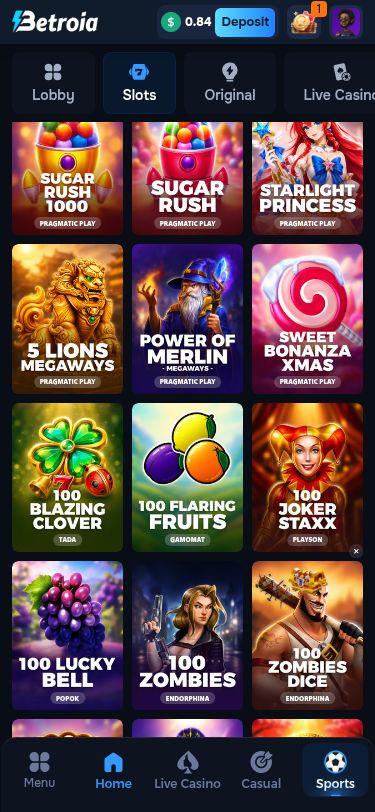 Betroia
$ 0.84 Deposit
1
Lobby
7
Slots
Original
Live Casino
SUGAR
RUSH
1000
PRAGMATIC PLAY
SUGAR
RUSH
PRAGMATIC PLAY
STARLIGHT
PRINCESS
PRAGMATIC PLAY
5 LIONS
MEGAWAYS
PRAGMATIC PLAY
POWER OF
MERLIN
- MEGAWAYS -
PRAGMATIC PLAY
SWEET
BONANZA
XMAS
PRAGMATIC PLAY
7
100
BLAZING
CLOVER
TADA
100 FLARING
FRUITS
GAMOMAT
100
JOKER
STAXX
PLAYSON
×
100 LUCKY
BELL
POPOK
100
ZOMBIES
ENDORPHINA
100
ZOMBIES
DICE
ENDORPHINA
Menu
Home
Live Casino
Casual
Sports